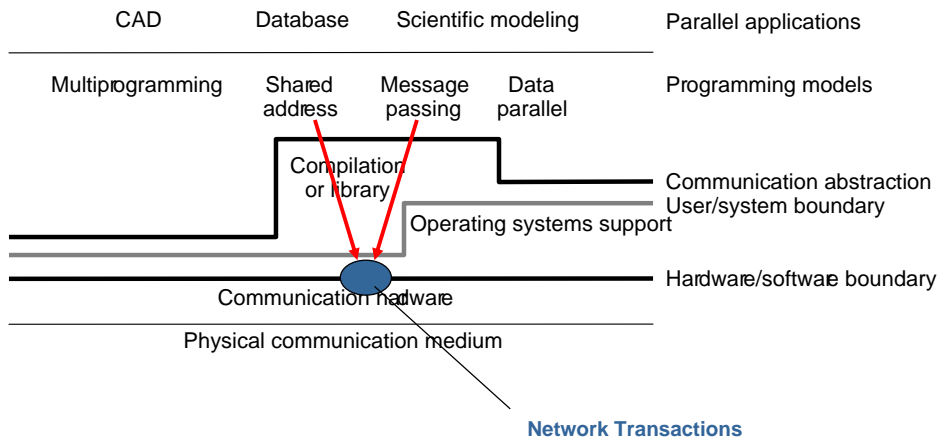 CAD Database Scientific modeling Parallel applications
Multiprogramming Shared address Message passing Data parallel Programming models
Compilation or library
Communication abstraction
User/system boundary
Operating systems support
Hardware/software boundary
Communication hardware
Physical communication medium
Network Transactions